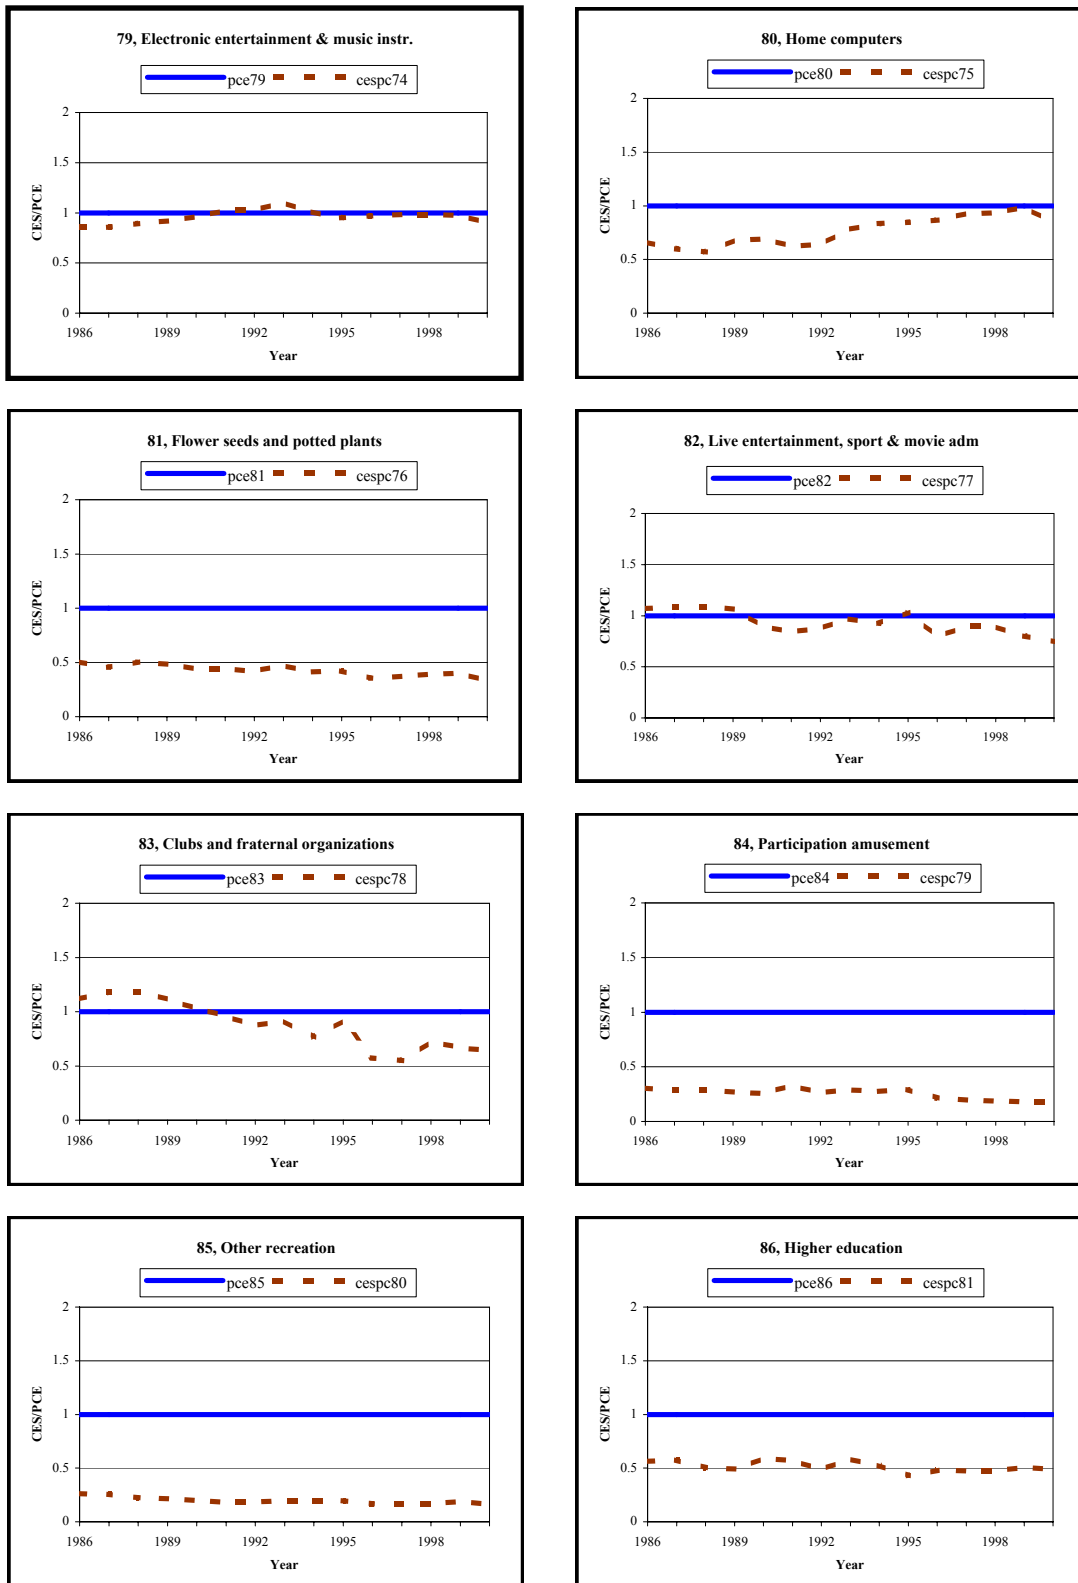 79, Electronic entertainment & music instr.
pce79 cespc74
2
1.5
1
0.5
0
CES/PCE
1986 1989 1992 1995 1998
Year
80, Home computers
pce80 cespc75
2
1.5
1
0.5
0
CES/PCE
1986 1989 1992 1995 1998
Year
81, Flower seeds and potted plants
pce81 cespc76
2
1.5
1
0.5
0
CES/PCE
1986 1989 1992 1995 1998
Year
82, Live entertainment, sport & movie adm
pce82 cespc77
2
1.5
1
0.5
0
CES/PCE
1986 1989 1992 1995 1998
Year
83, Clubs and fraternal organizations
pce83 cespc78
2
1.5
1
0.5
0
CES/PCE
1986 1989 1992 1995 1998
Year
84, Participation amusement
pce84 cespc79
2
1.5
1
0.5
0
CES/PCE
1986 1989 1992 1995 1998
Year
85, Other recreation
pce85 cespc80
2
1.5
1
0.5
0
CES/PCE
1986 1989 1992 1995 1998
Year
86, Higher education
pce86 cespc81
2
1.5
1
0.5
0
CES/PCE
1986 1989 1992 1995 1998
Year